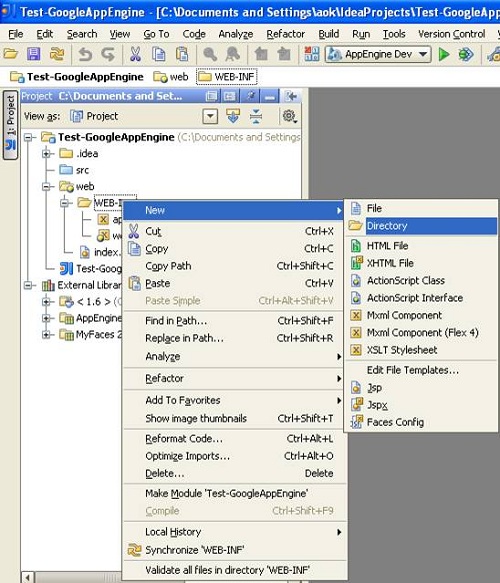 Test-GoogleAppEngine - [C:\Documents and Settings\aok\IdeaProjects\Test-GoogleApp
File Edit Search View Go To Code Analyze Refactor Build Run Tools Version Control
AppEngine Dev
Test-GoogleAppEngine web WEB-INF
1: Project
Project C:\Documents and Set...
View as: Project
Test-GoogleAppEngine (C:\Documents and Settings
.idea
src
web
WEB-IN
ap
we
index.
Test-Goog
External Librar
< 1.6 > (
AppEngine
MyFaces 2
New
Cut Ctrl+X
Copy Ctrl+C
Copy Path Ctrl+Shift+C
Paste Ctrl+V
Paste Simple Ctrl+Alt+Shift+V
Find in Path... Ctrl+Shift+F
Replace in Path... Ctrl+Shift+R
Analyze
Refactor
Add To Favorites
Show image thumbnails Ctrl+Shift+T
Reformat Code... Ctrl+Alt+L
Optimize Imports... Ctrl+Alt+O
Delete... Delete
Make Module 'Test-GoogleAppEngine'
Compile Ctrl+Shift+F9
Local History
Synchronize 'WEB-INF'
Validate all files in directory 'WEB-INF'
File
Directory
HTML File
XHTML File
ActionScript Class
ActionScript Interface
Mxml Component
Mxml Component (Flex 4)
XSLT Stylesheet
Edit File Templates...
Jsp
Jspx
Faces Config